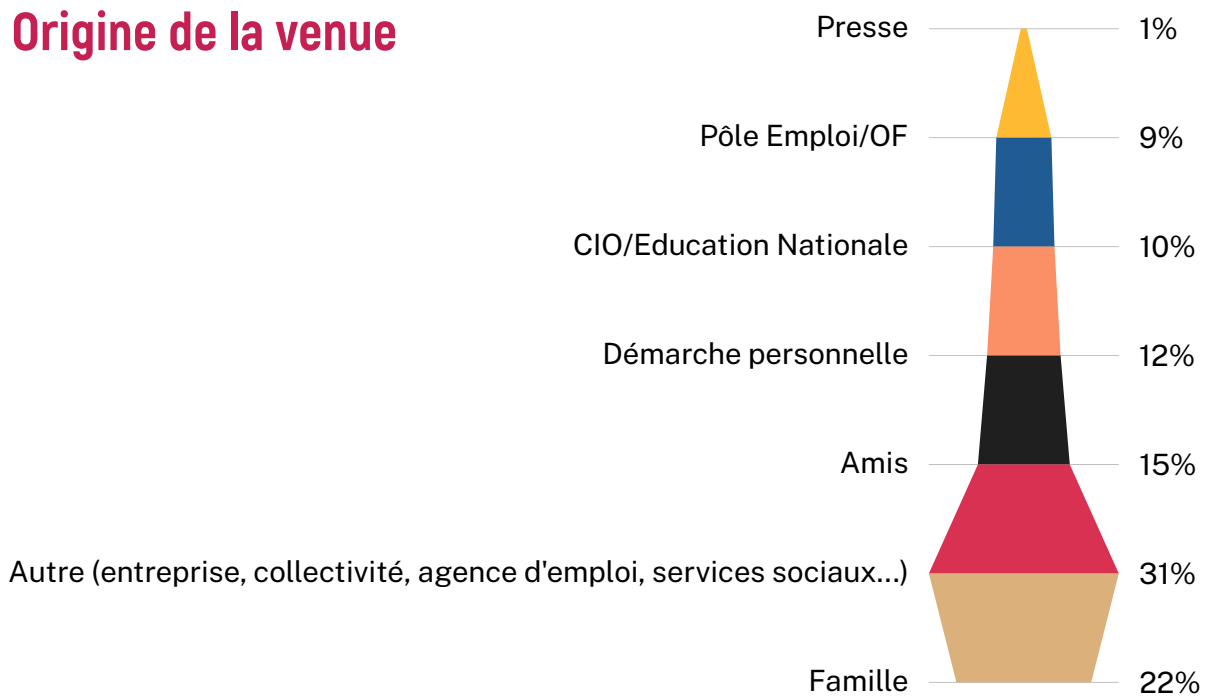 Origine de la venue
Presse 1%
Pôle Emploi/OF 9%
CIO/Education Nationale 10%
Démarche personnelle 12%
Amis 15%
Autre (entreprise, collectivité, agence d'emploi, services sociaux...) 31%
Famille 22%